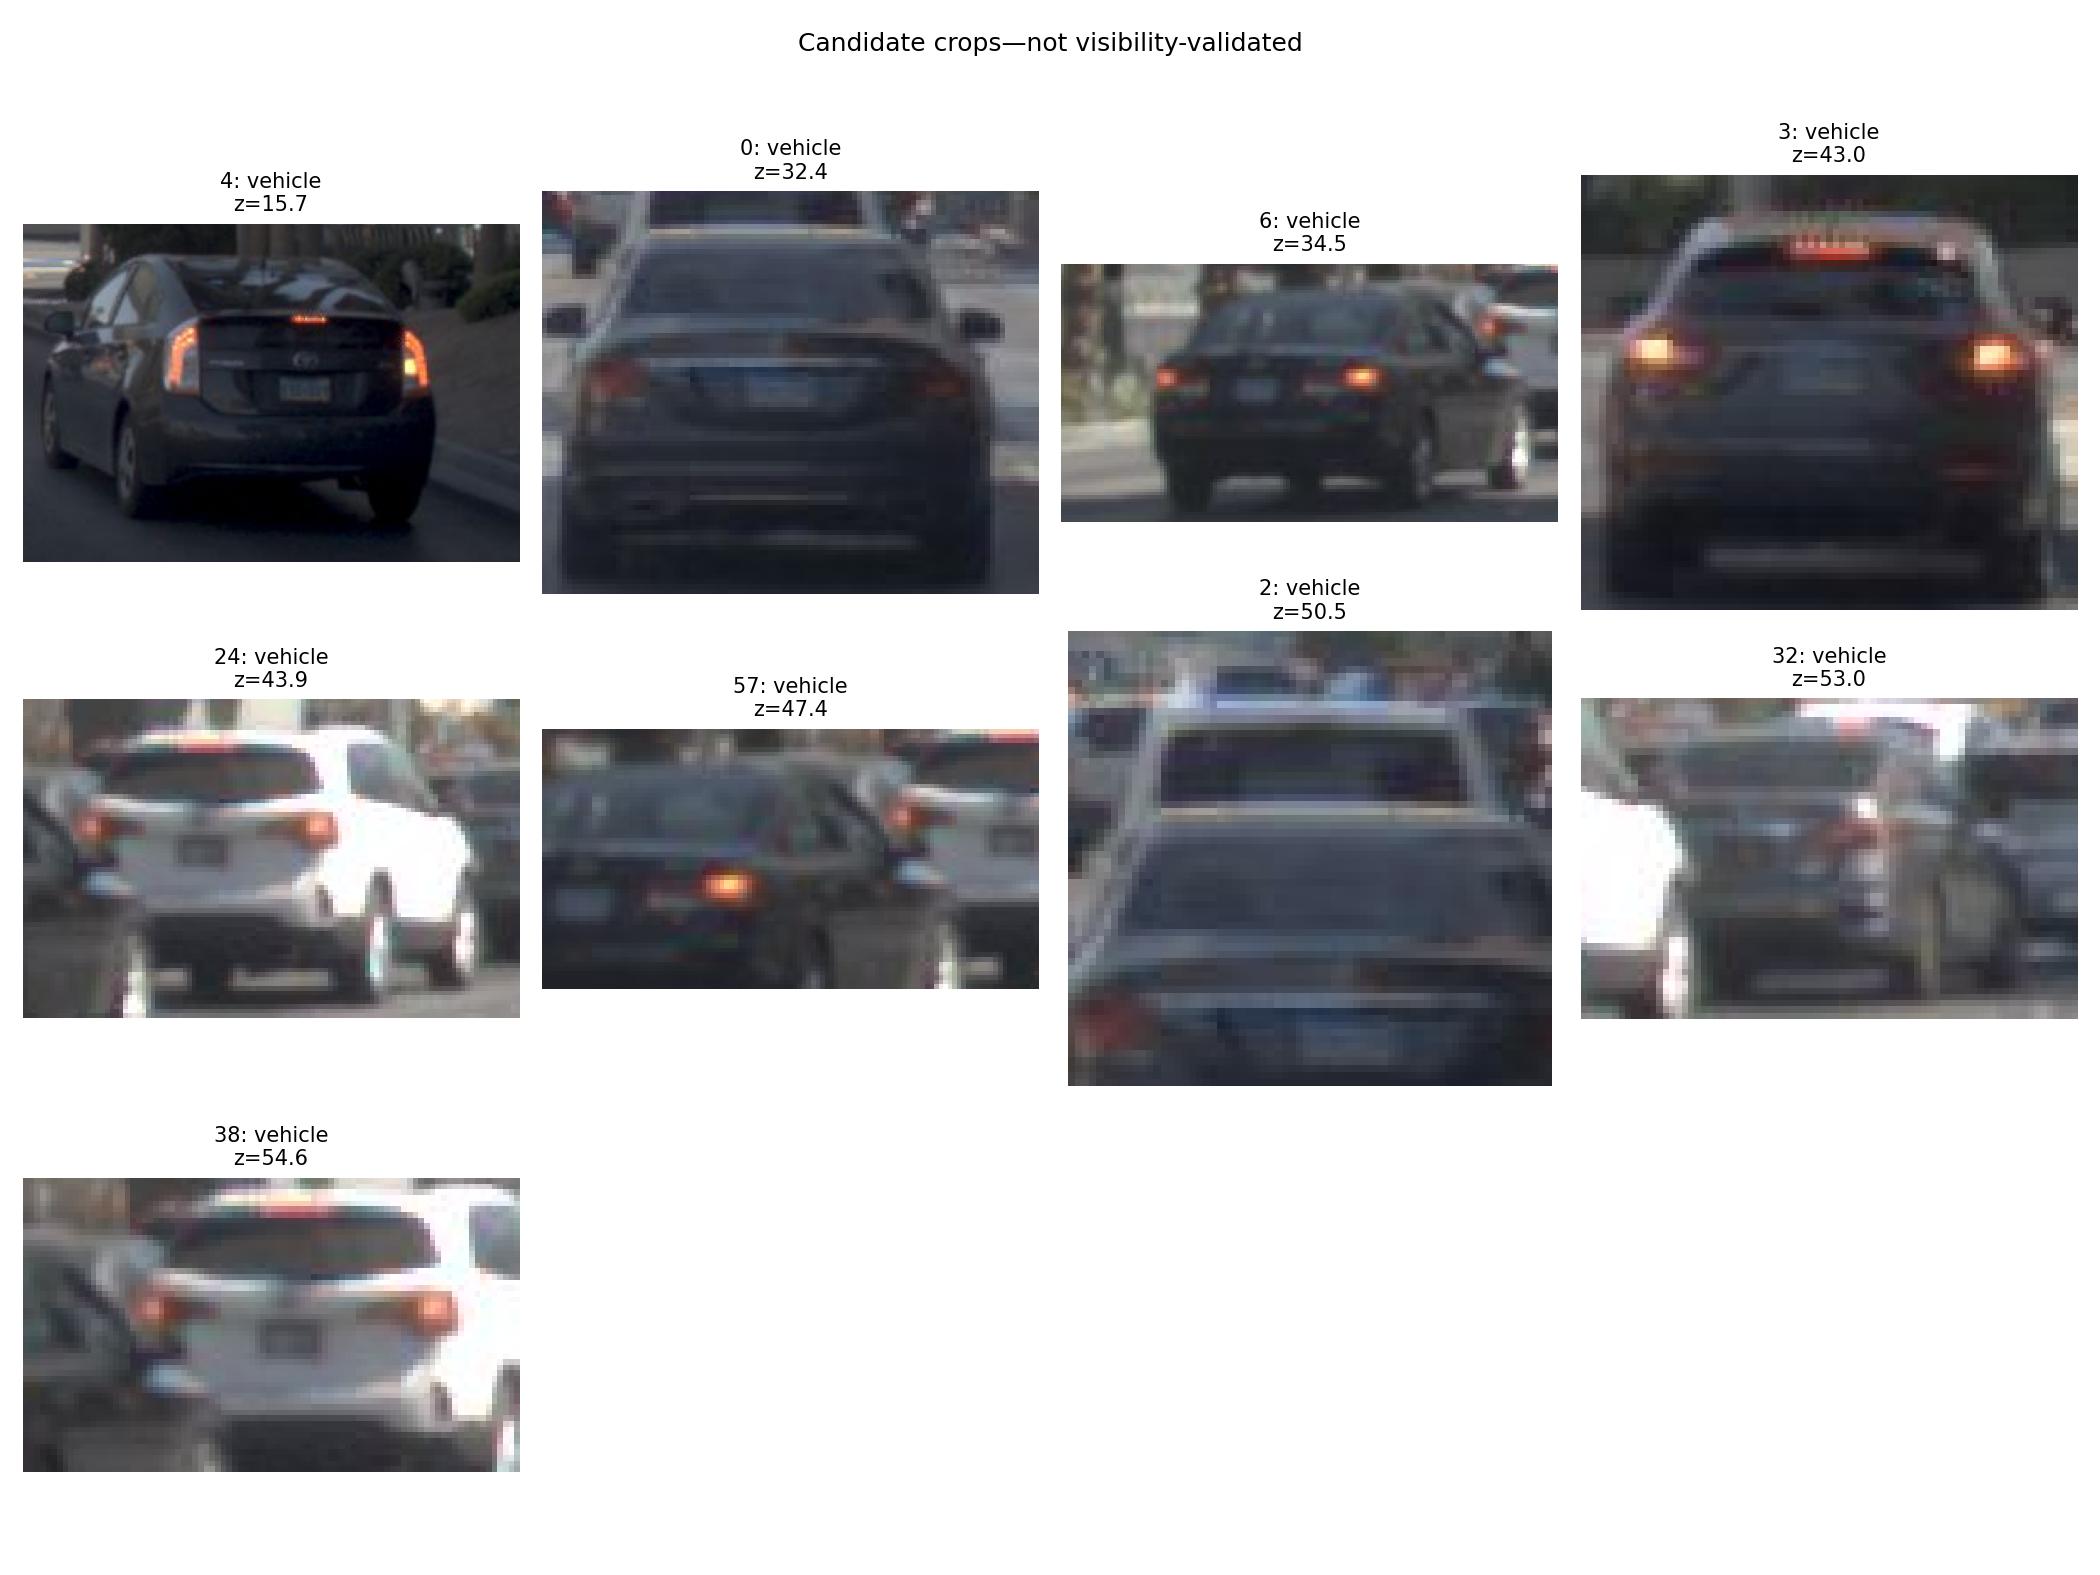 Candidate crops—not visibility-validated
4: vehicle
z=15.7
0: vehicle
z=32.4
6: vehicle
z=34.5
3: vehicle
z=43.0
24: vehicle
z=43.9
57: vehicle
z=47.4
2: vehicle
z=50.5
32: vehicle
z=53.0
38: vehicle
z=54.6